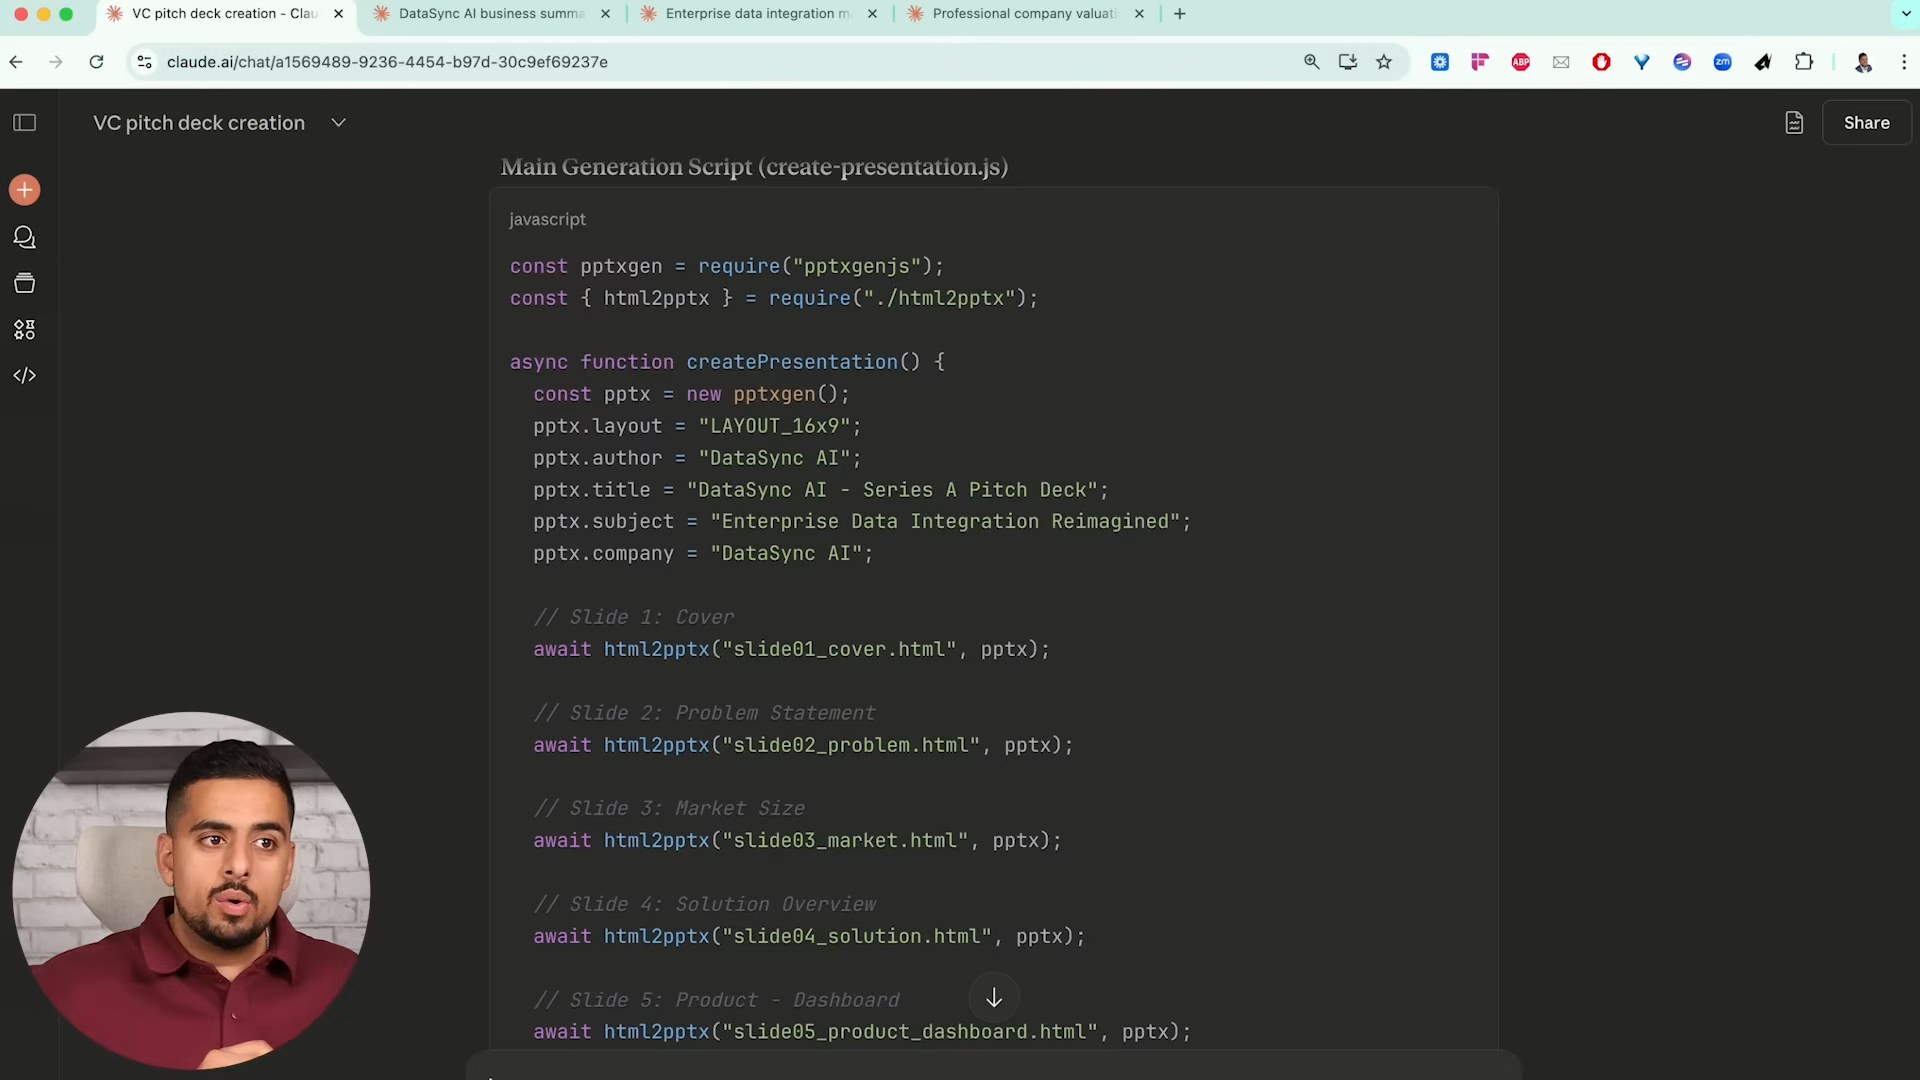 VC pitch deck creation - Clau
DataSync AI business summa
Enterprise data integration m
Professional company valuati
claude.ai/chat/a1569489-9236-4454-b97d-30c9ef69237e
ABP
zm
VC pitch deck creation
Share
Main Generation Script (create-presentation.js)
javascript
const pptxgen = require("pptxgenjs");
const { html2pptx } = require("./html2pptx");
async function createPresentation() {
const pptx = new pptxgen();
pptx.layout = "LAYOUT_16x9";
pptx.author = "DataSync AI";
pptx.title = "DataSync AI - Series A Pitch Deck";
pptx.subject = "Enterprise Data Integration Reimagined";
pptx.company = "DataSync AI";
// Slide 1: Cover
await html2pptx("slide01_cover.html", pptx);
// Slide 2: Problem Statement
await html2pptx("slide02_problem.html", pptx);
// Slide 3: Market Size
await html2pptx("slide03_market.html", pptx);
// Slide 4: Solution Overview
await html2pptx("slide04_solution.html", pptx);
// Slide 5: Product - Dashboard
await html2pptx("slide05_product_dashboard.html", pptx);